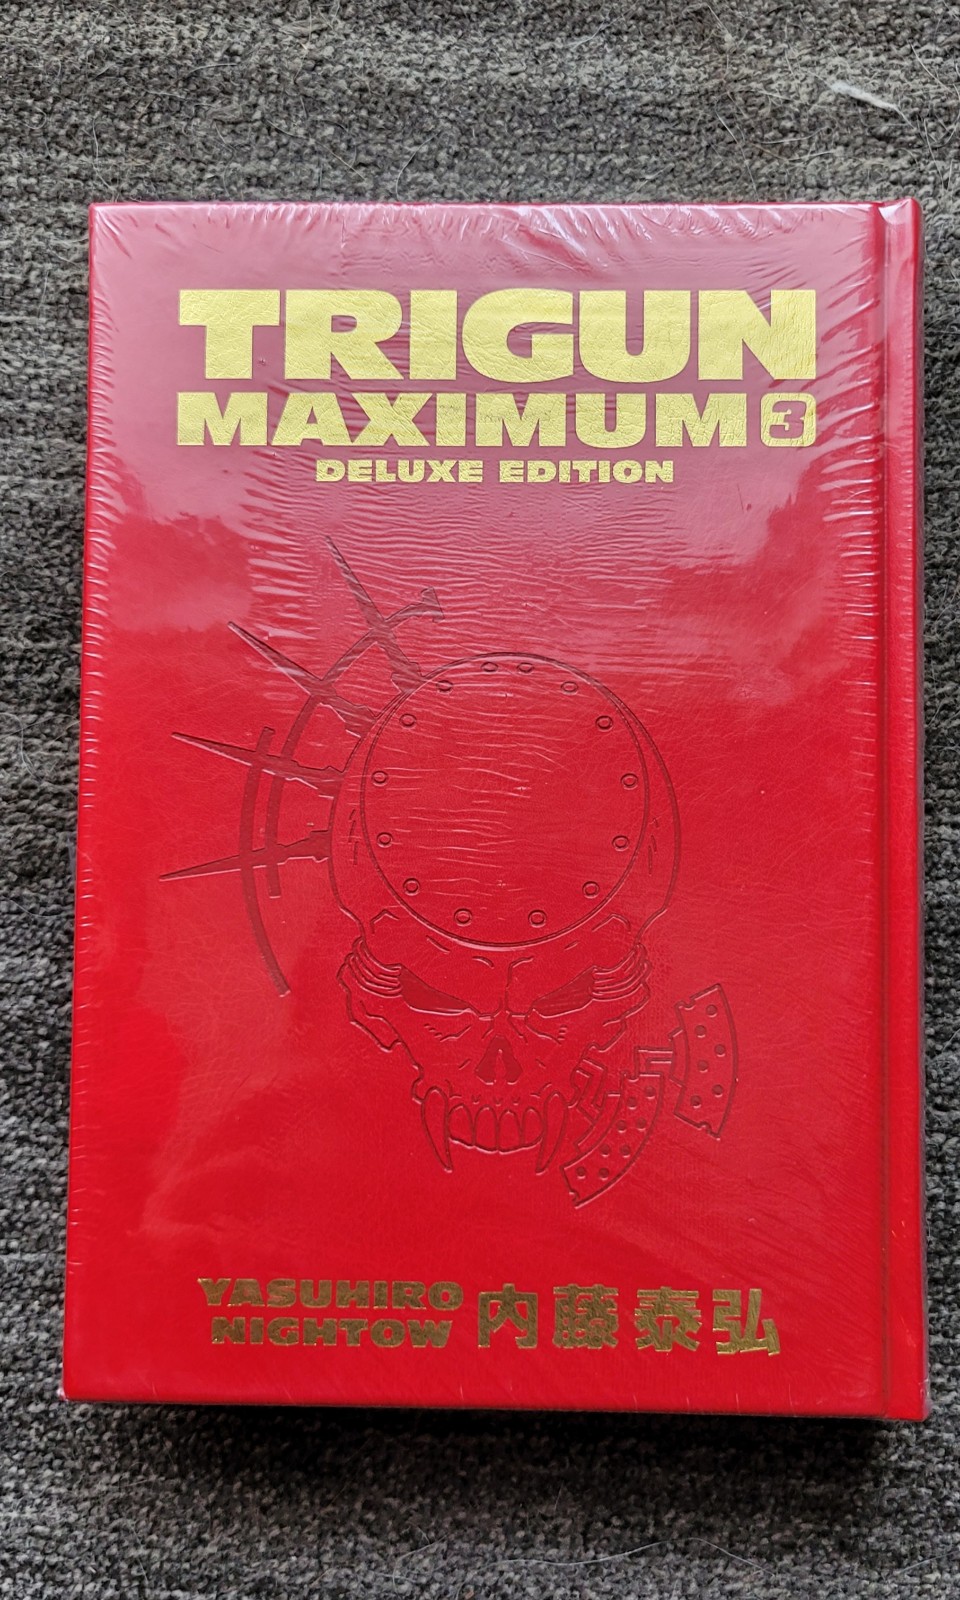 TRIGUN
MAXIMUM 3
DELUXE EDITION
YASUHIRO
NIGHTOW
内藤泰弘